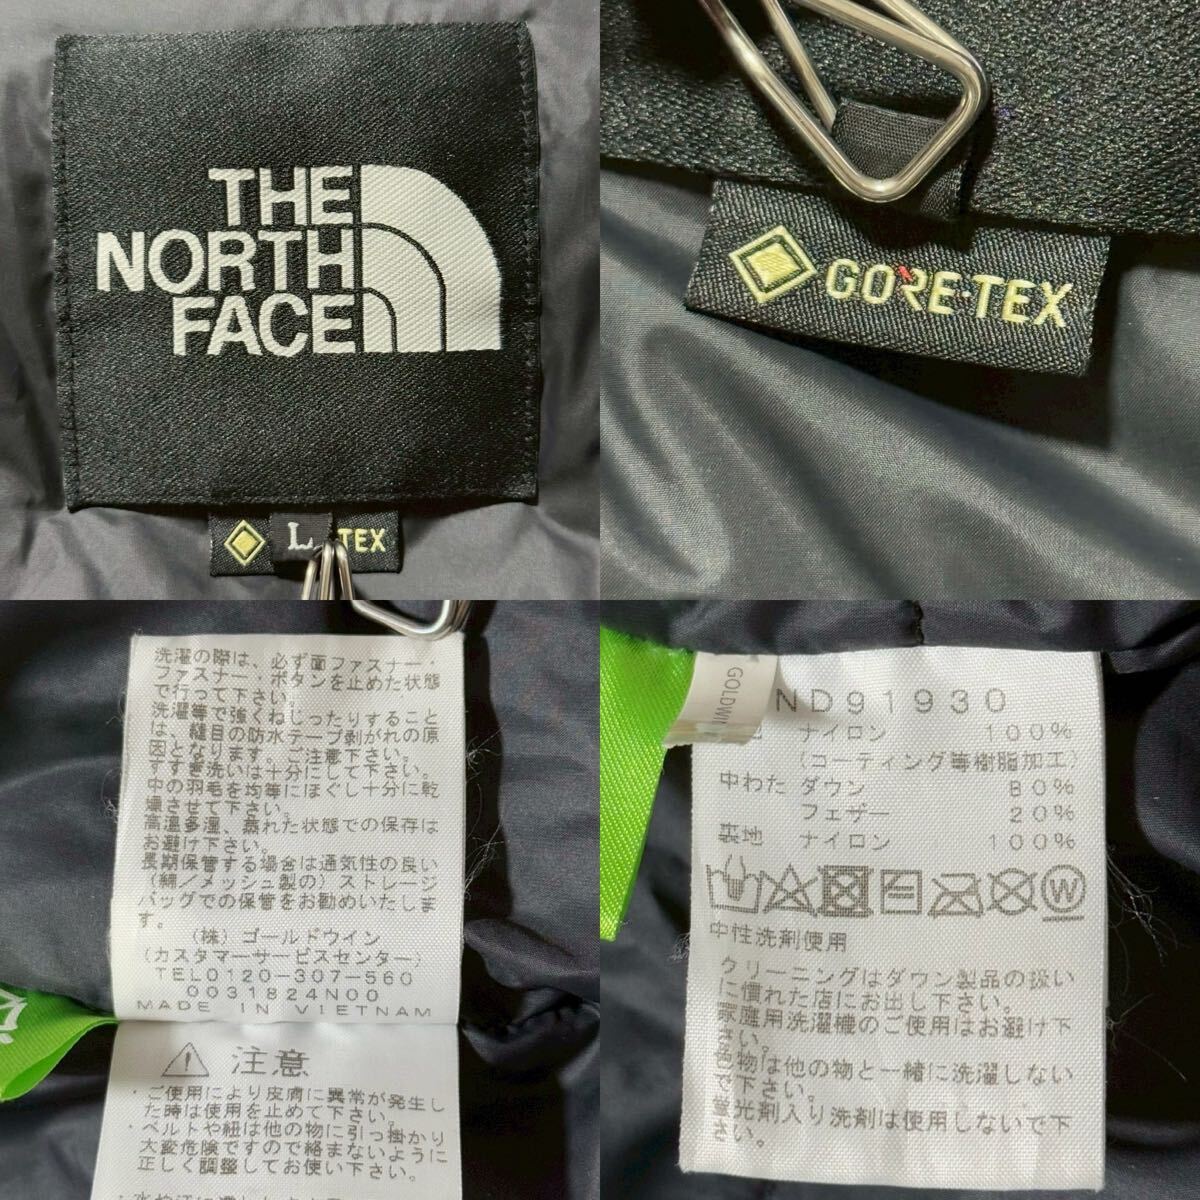 THE
NORTH
FACE
L
TEX
GORE-TEX
洗濯の際は、必ず面ファスナー・
ファスナー・ボタンを止めた状態
で行って下さい。
洗濯等で強くねじったりすること
は、縫目の防水テープ剥がれの原
因となります。ご注意下さい。
すすぎ洗いは十分にして下さい。
中の羽毛を均等にほぐし十分に乾
燥させて下さい。
高温多湿、蒸れた状態での保存は
お避け下さい。
長期保管する場合は通気性の良い
(綿/メッシュ製の)ストレージ
バッグでの保管をお勧めいたしま
す。
(株)ゴールドウイン
(カスタマーサービスセンター)
TEL0120-307-560
0031824N00
MADE IN VIETNAM
注意
・ご使用により皮膚に異常が発生し
た時は使用を止めて下さい。
・ベルトや紐は他の物に引っ掛かり
大変危険ですので絡まないように
正しく調整してお使い下さい。
GOLDWIN
ND91930
ナイロン 100%
(コーティング等樹脂加工)
中わた ダウン 80%
フェザー 20%
裏地 ナイロン 100%
W
中性洗剤使用
クリーニングはダウン製品の扱い
に慣れた店にお出し下さい。
家庭用洗濯機のご使用はお避け下
さい。
色物は他の物と一緒に洗濯しない
で下さい。
蛍光剤入り洗剤は使用しないで下
さい。